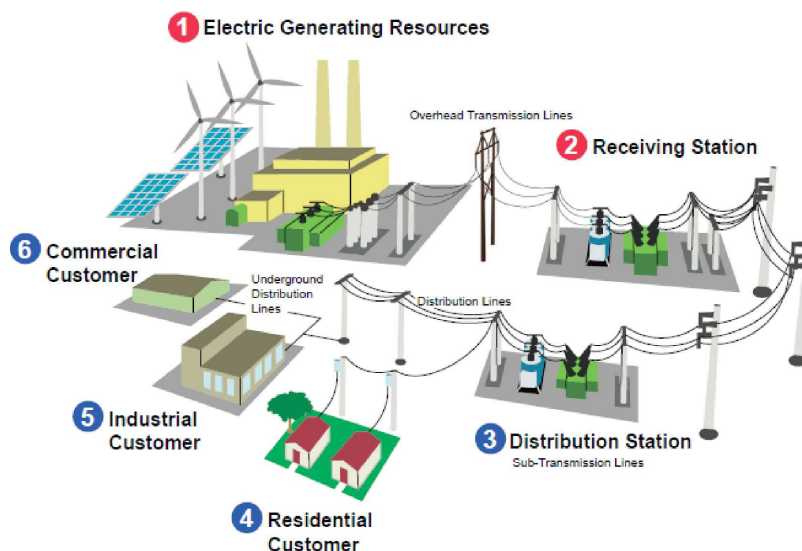 1 Electric Generating Resources
Overhead Transmission Lines
2 Receiving Station
6 Commercial
Customer
Underground
Distribution
Lines
Distribution Lines
5 Industrial
Customer
3 Distribution Station
Sub-Transmission Lines
4 Residential
Customer